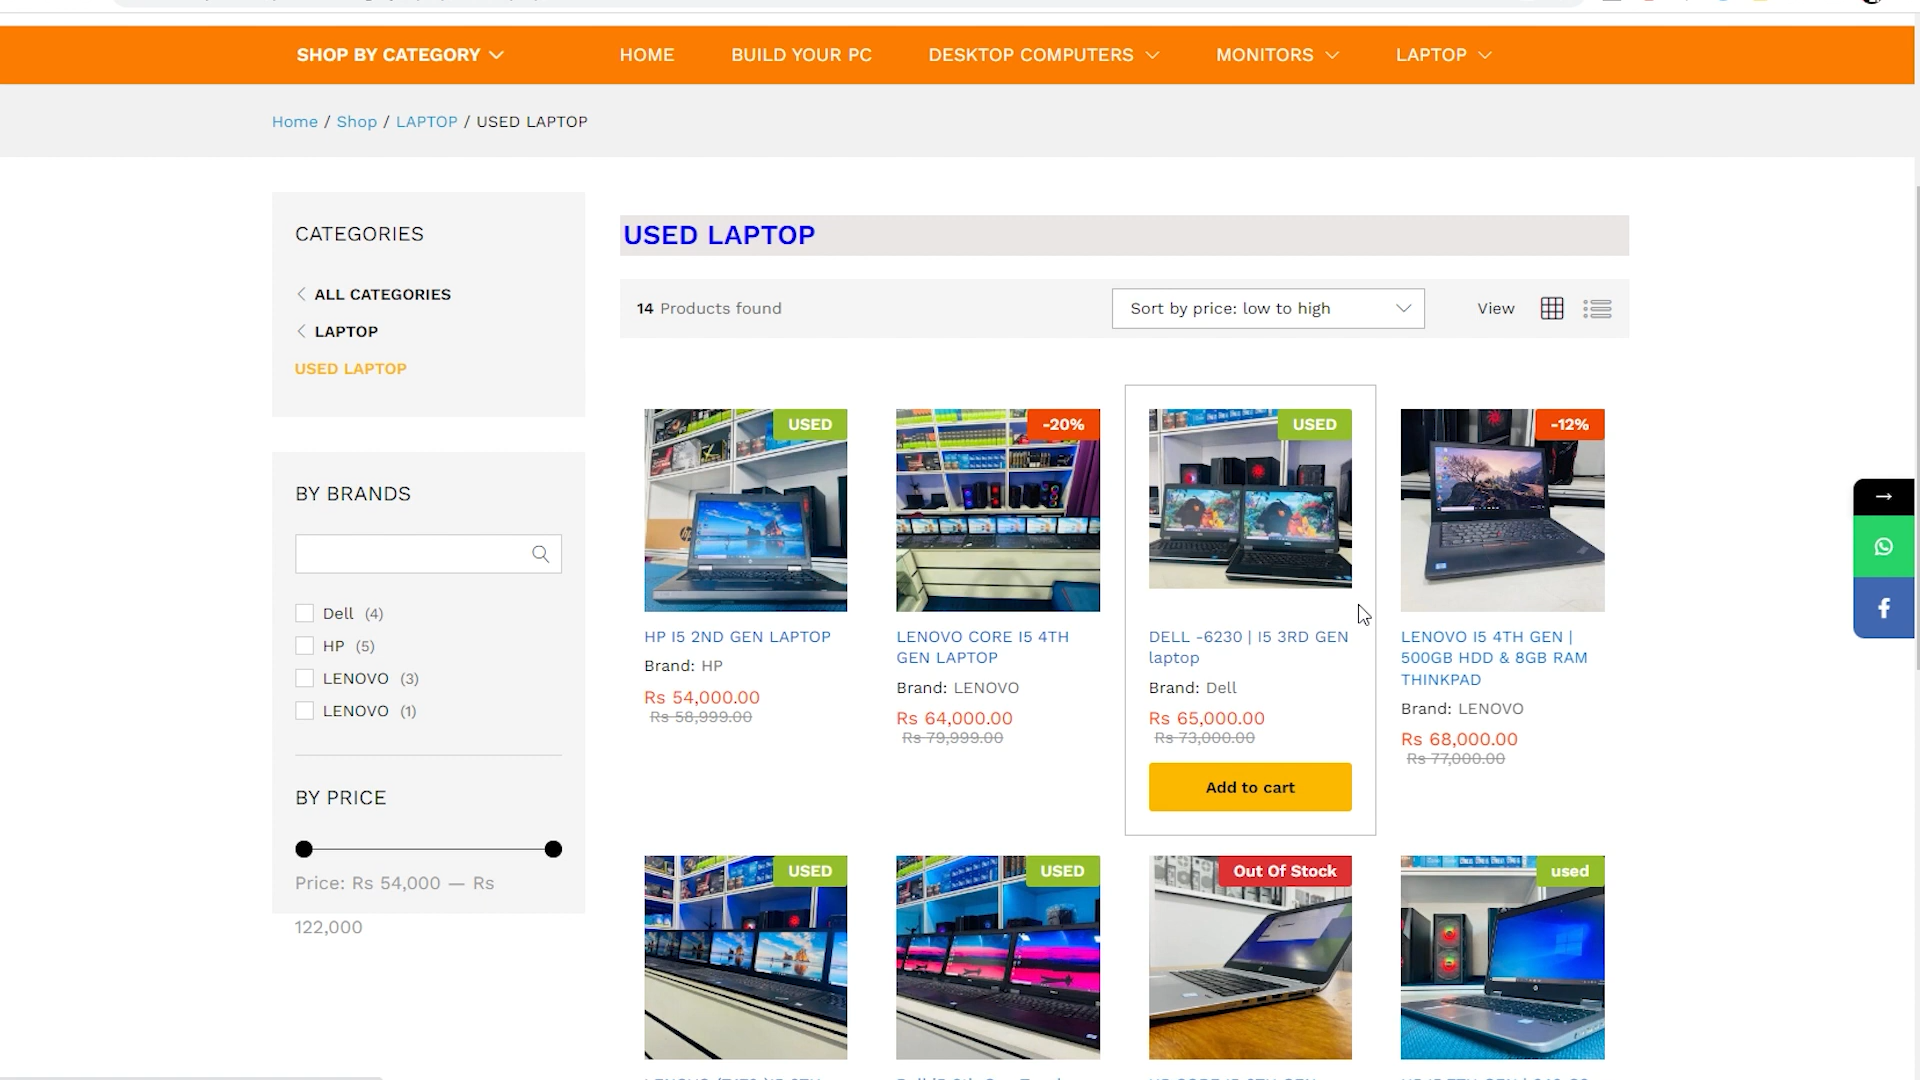 SHOP BY CATEGORY
HOME
BUILD YOUR PC
DESKTOP COMPUTERS
MONITORS
LAPTOP
Home / Shop / LAPTOP / USED LAPTOP
CATEGORIES
ALL CATEGORIES
LAPTOP
USED LAPTOP
BY BRANDS
Dell (4)
HP (5)
LENOVO (3)
LENOVO (1)
BY PRICE
Price: Rs 54,000 — Rs
122,000
USED LAPTOP
14 Products found
Sort by price: low to high
View
USED
HP I5 2ND GEN LAPTOP
Brand: HP
Rs 54,000.00
Rs 58,999.00
-20%
LENOVO CORE I5 4TH
GEN LAPTOP
Brand: LENOVO
Rs 64,000.00
Rs 79,999.00
USED
DELL -6230 | I5 3RD GEN
laptop
Brand: Dell
Rs 65,000.00
Rs 73,000.00
Add to cart
-12%
LENOVO I5 4TH GEN |
500GB HDD & 8GB RAM
THINKPAD
Brand: LENOVO
Rs 68,000.00
Rs 77,000.00
USED
USED
Out Of Stock
used